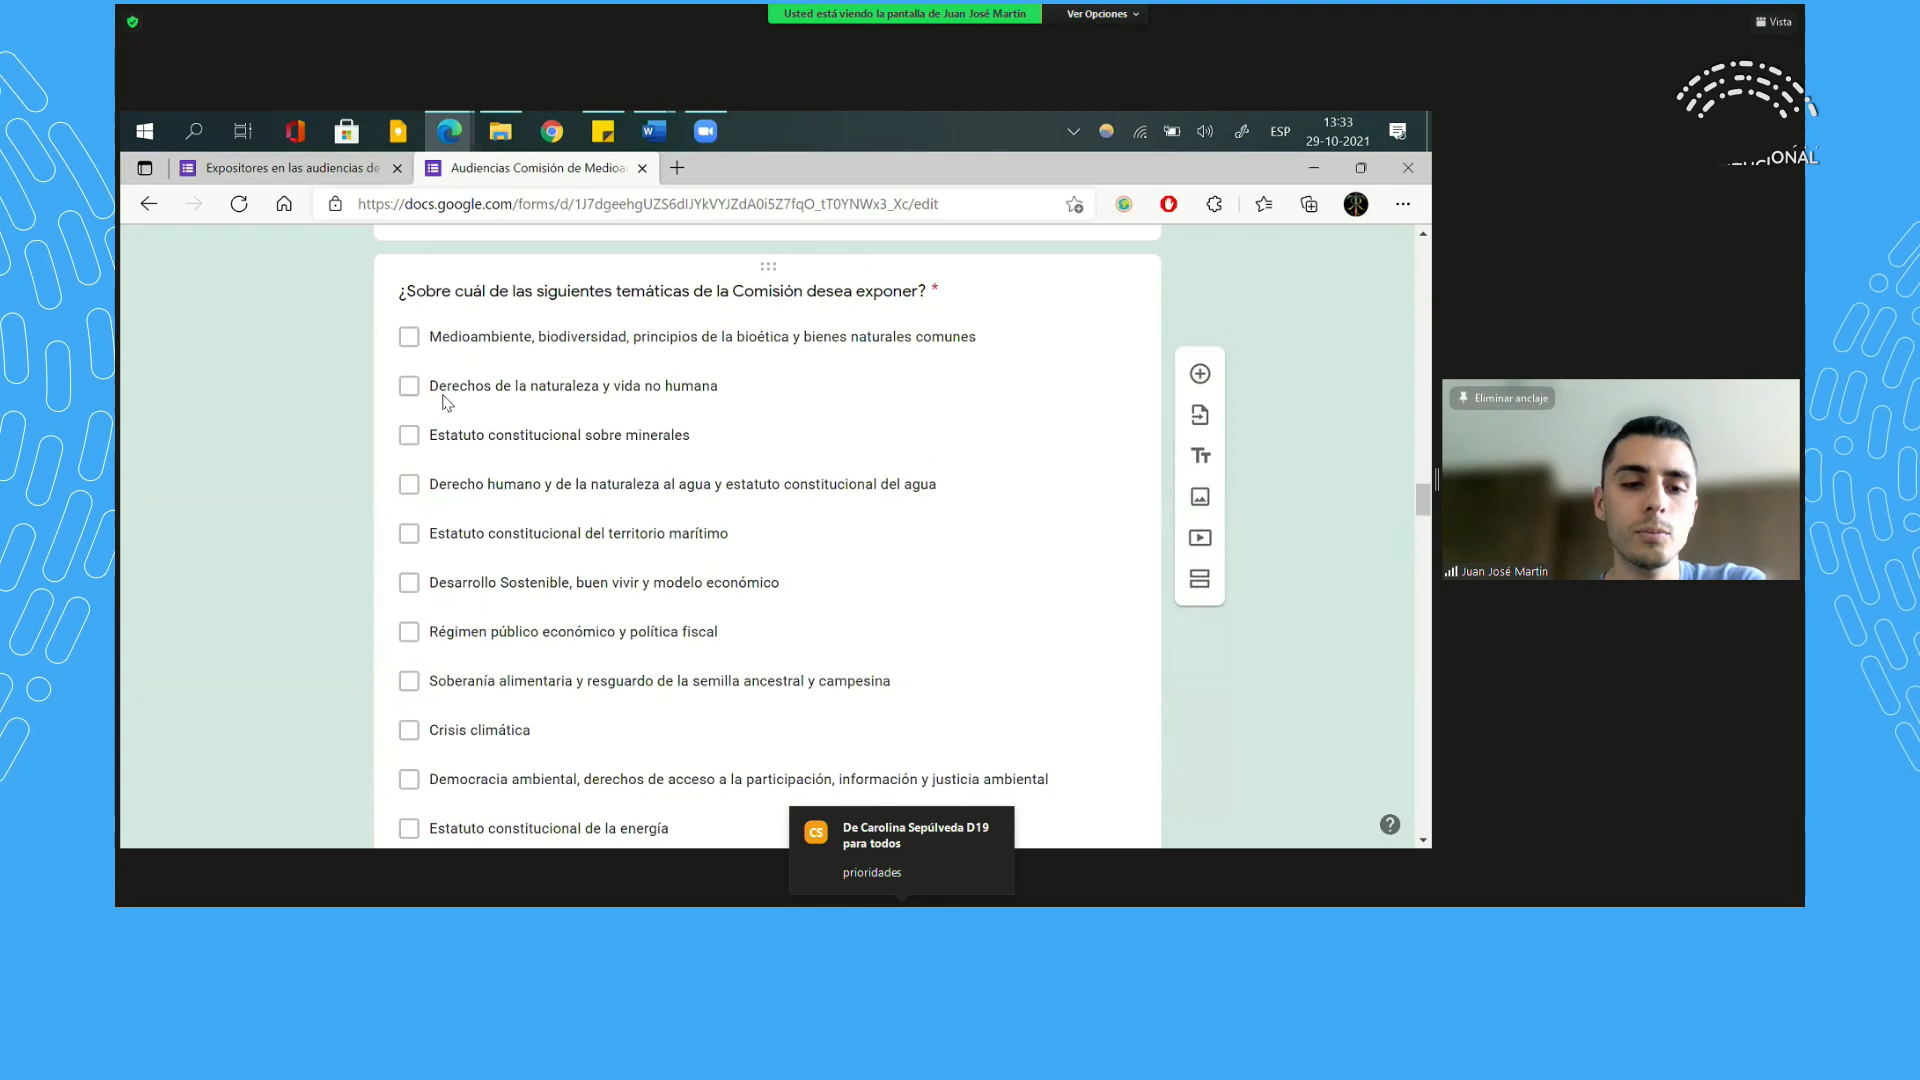 Usted está viendo la pantalla de Juan José Martin
Ver Opciones
Vista
CIONAL
13:33
29-10-2021
ESP
Expositores en las audiencias de
Audiencias Comisión de Medioa
https://docs.google.com/forms/d/1J7dgeehgUZS6dIJYkVYJZdA0i5Z7fqO_tT0YNWx3_Xc/edit
¿Sobre cuál de las siguientes temáticas de la Comisión desea exponer? *
Medioambiente, biodiversidad, principios de la bioética y bienes naturales comunes
Derechos de la naturaleza y vida no humana
Estatuto constitucional sobre minerales
Derecho humano y de la naturaleza al agua y estatuto constitucional del agua
Estatuto constitucional del territorio marítimo
Desarrollo Sostenible, buen vivir y modelo económico
Régimen público económico y política fiscal
Soberanía alimentaria y resguardo de la semilla ancestral y campesina
Crisis climática
Democracia ambiental, derechos de acceso a la participación, información y justicia ambiental
Estatuto constitucional de la energía
Tt
Eliminar anclaje
Juan José Martin
CS
De Carolina Sepúlveda D19
para todos
prioridades